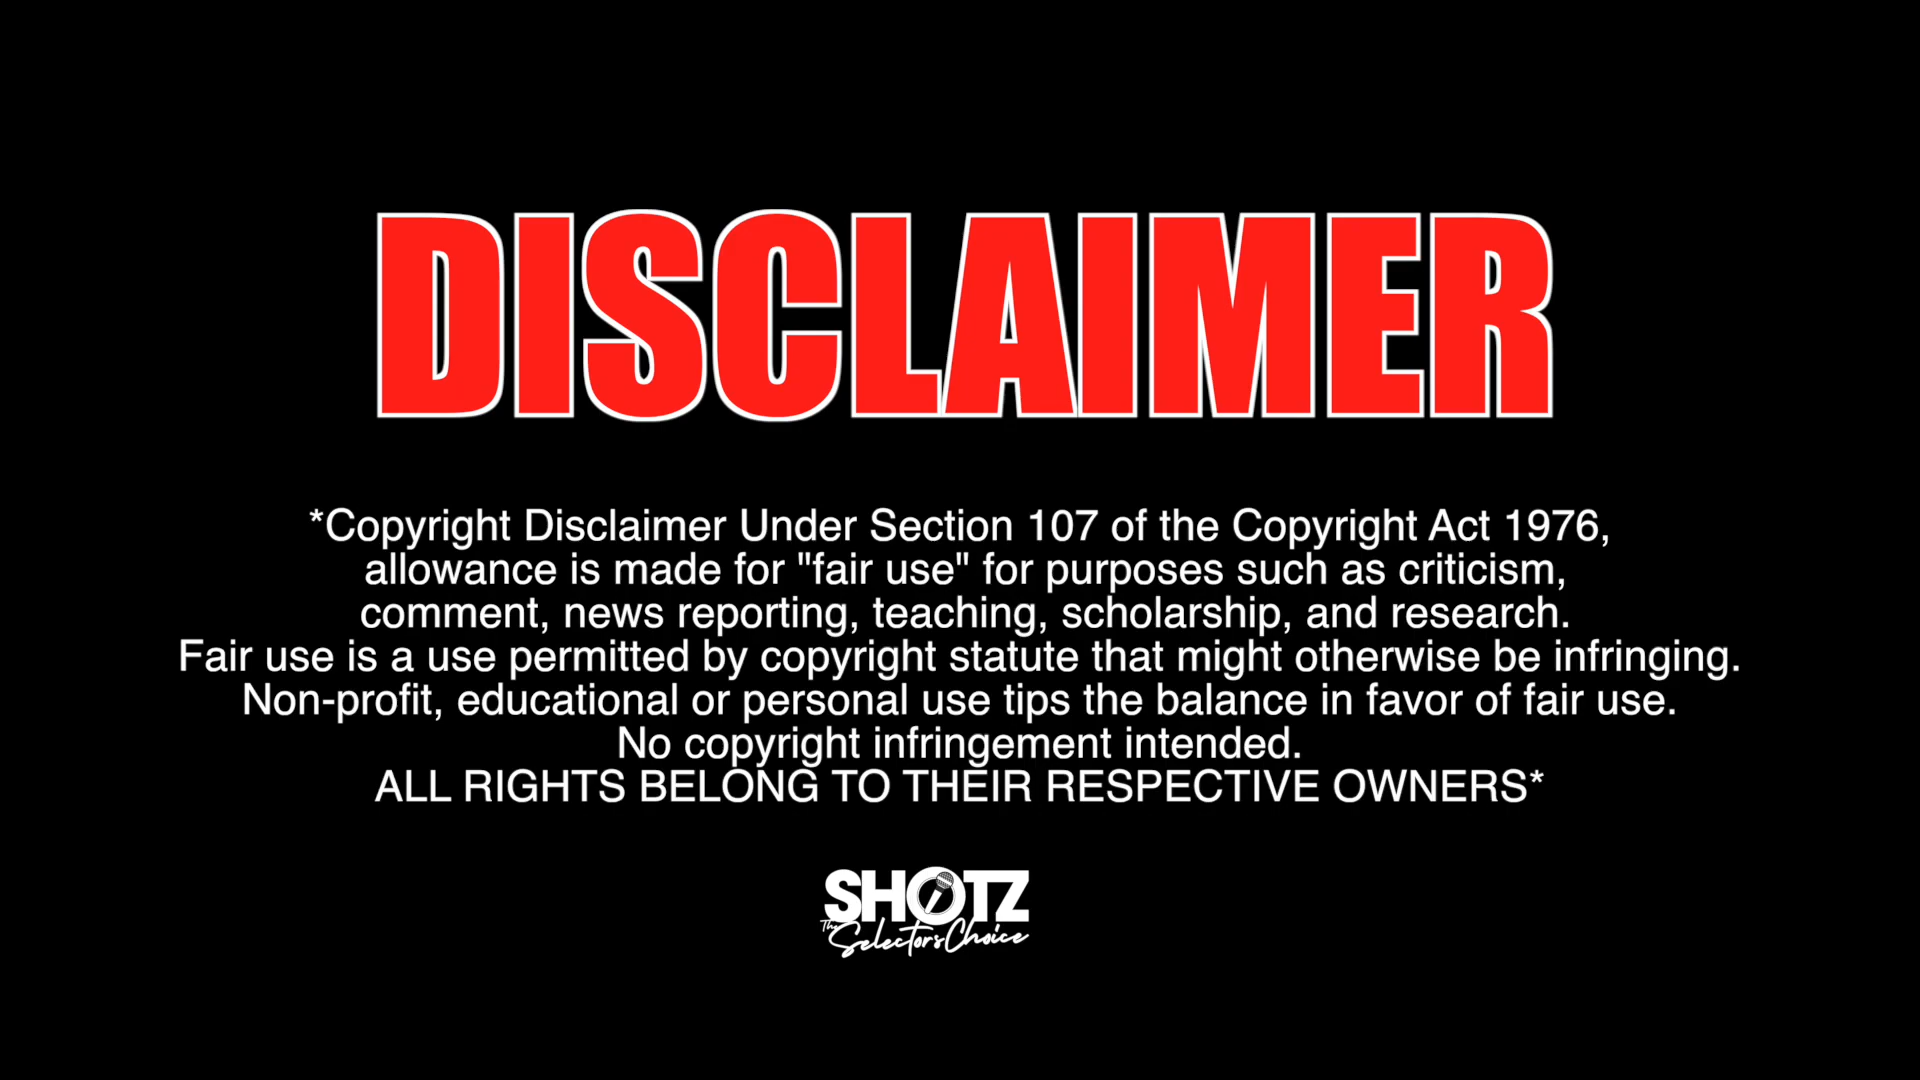 DISCLAIMER
*Copyright Disclaimer Under Section 107 of the Copyright Act 1976,
allowance is made for "fair use" for purposes such as criticism,
comment, news reporting, teaching, scholarship, and research.
Fair use is a use permitted by copyright statute that might otherwise be infringing.
Non-profit, educational or personal use tips the balance in favor of fair use.
No copyright infringement intended.
ALL RIGHTS BELONG TO THEIR RESPECTIVE OWNERS*
SHOTZ
The Selectors Choice